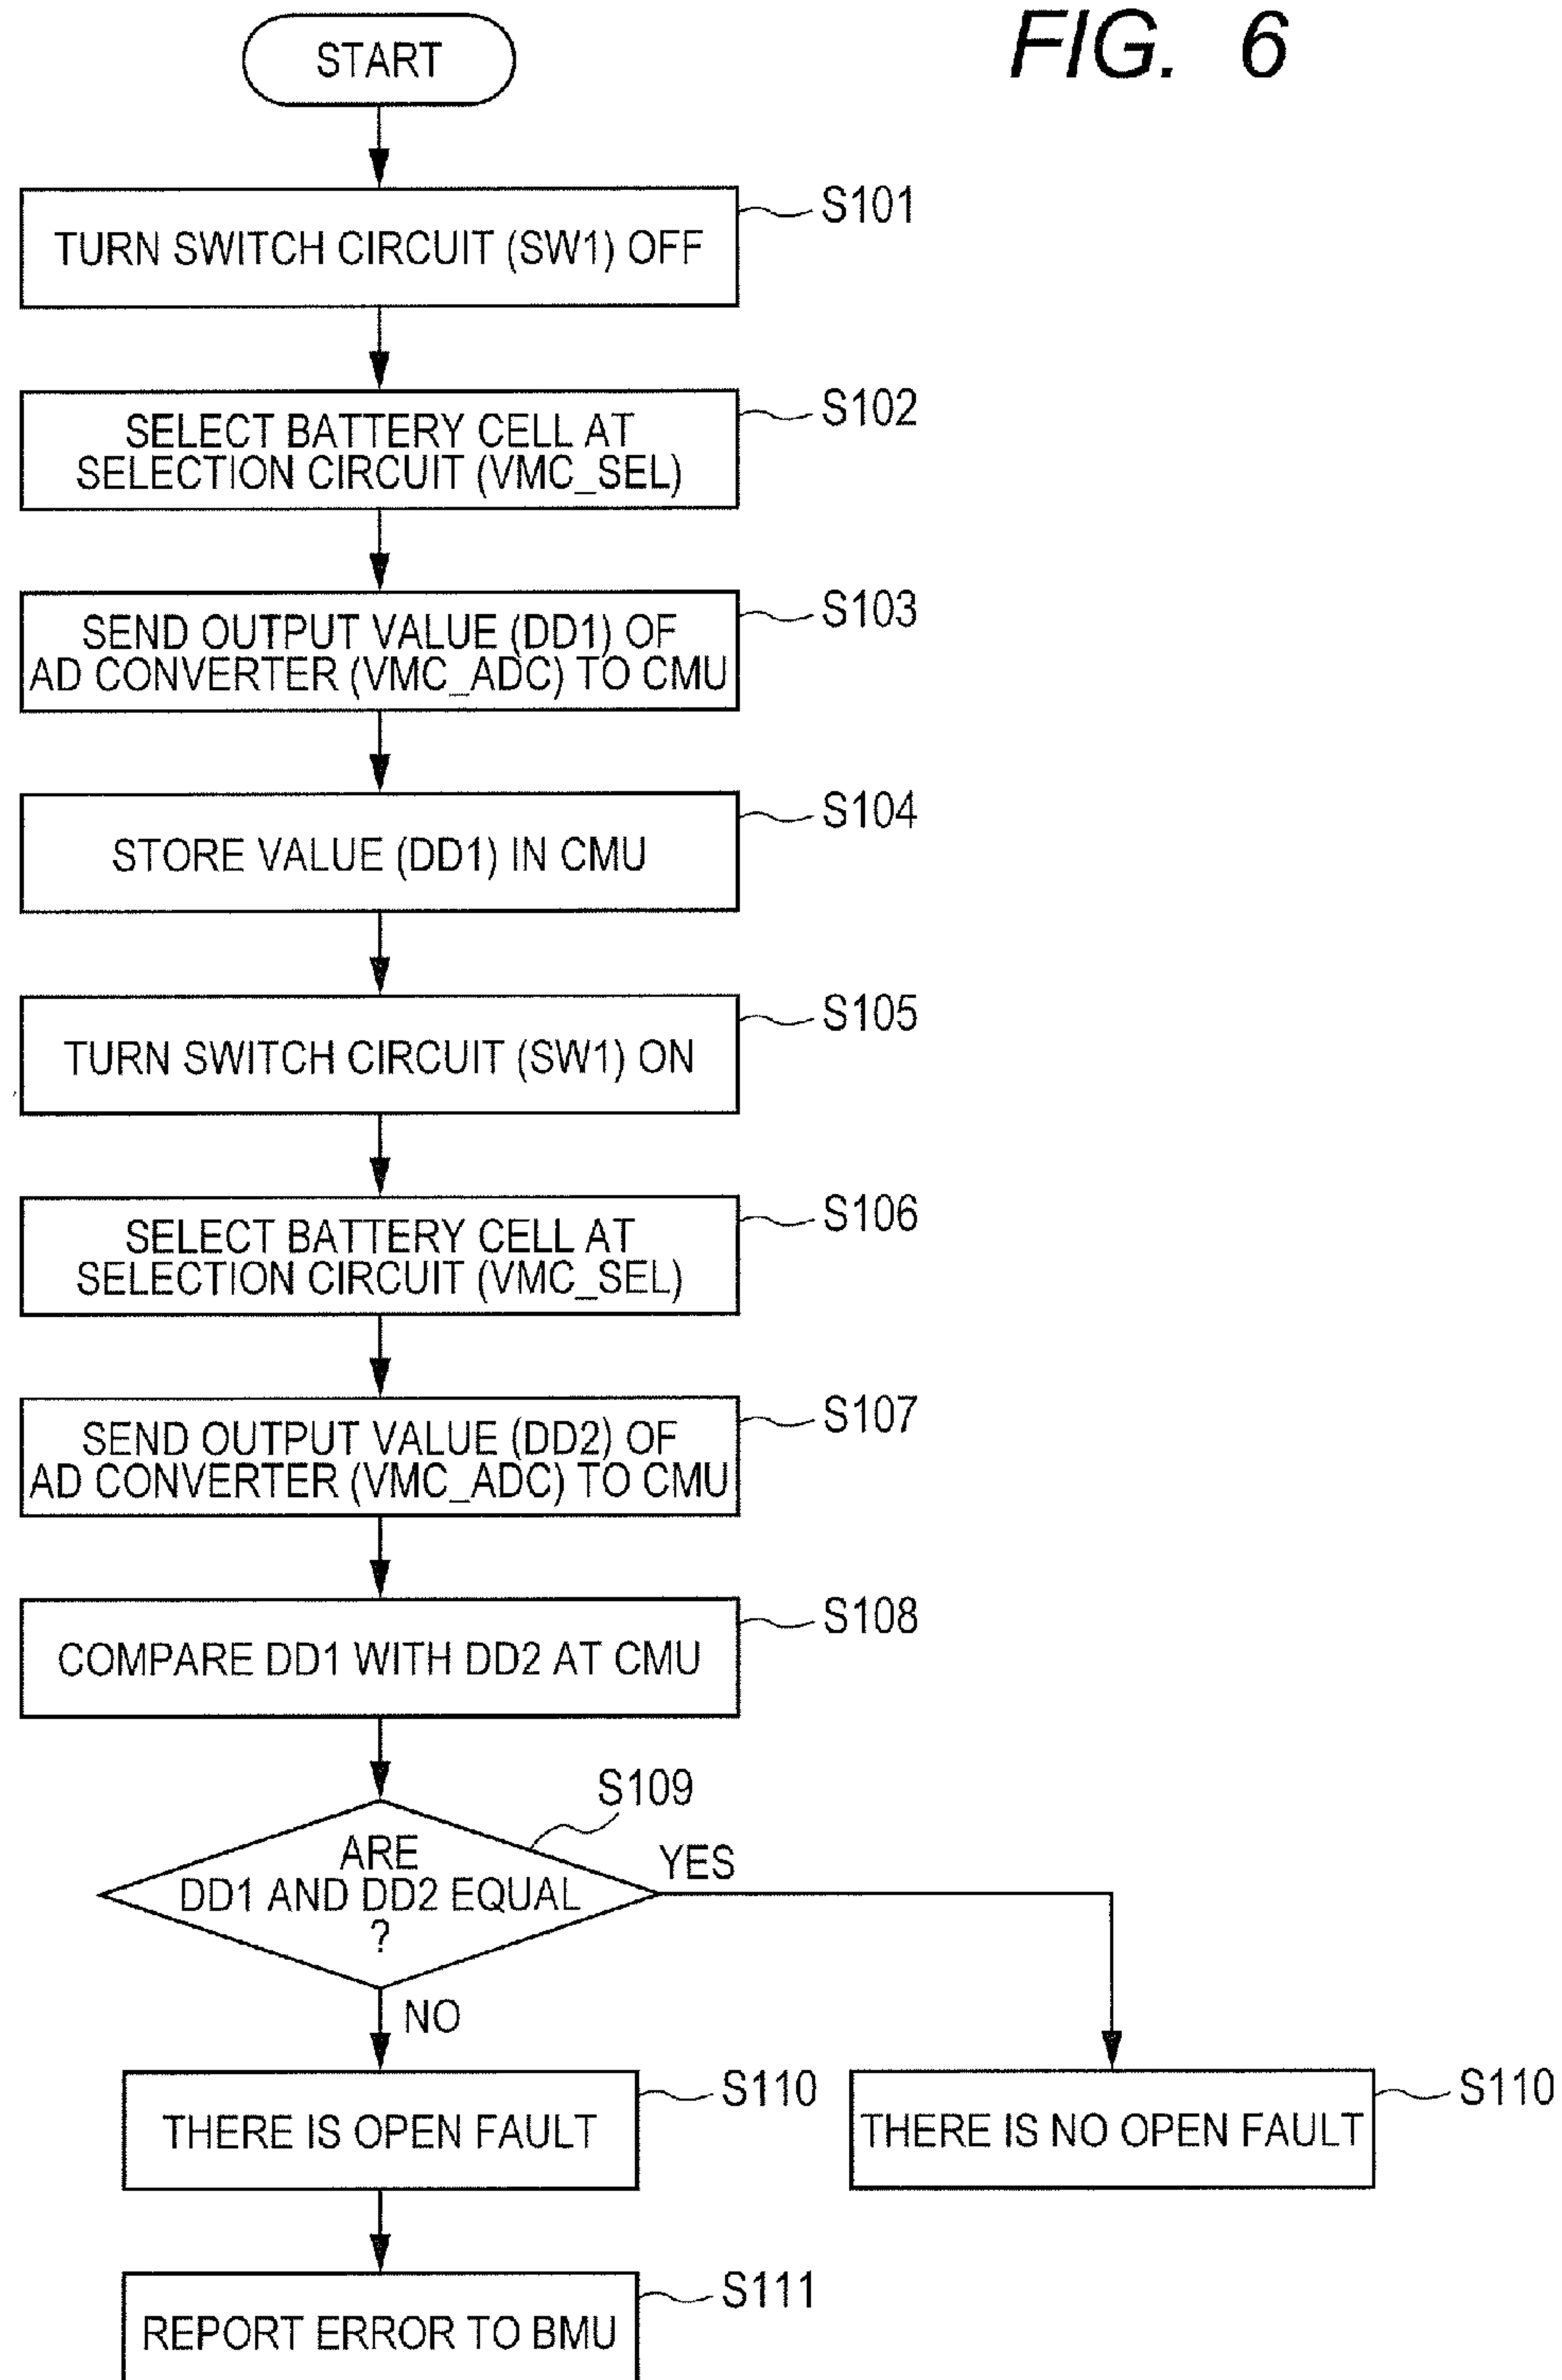 FIG. 6
START
TURN SWITCH CIRCUIT (SW1) OFF
S101
SELECT BATTERY CELL AT
SELECTION CIRCUIT (VMC_SEL)
S102
SEND OUTPUT VALUE (DD1) OF
AD CONVERTER (VMC_ADC) TO CMU
S103
STORE VALUE (DD1) IN CMU
S104
TURN SWITCH CIRCUIT (SW1) ON
S105
SELECT BATTERY CELL AT
SELECTION CIRCUIT (VMC_SEL)
S106
SEND OUTPUT VALUE (DD2) OF
AD CONVERTER (VMC_ADC) TO CMU
S107
COMPARE DD1 WITH DD2 AT CMU
S108
S109
ARE
DD1 AND DD2 EQUAL
?
YES
NO
THERE IS OPEN FAULT
S110
THERE IS NO OPEN FAULT
S110
REPORT ERROR TO BMU
S111